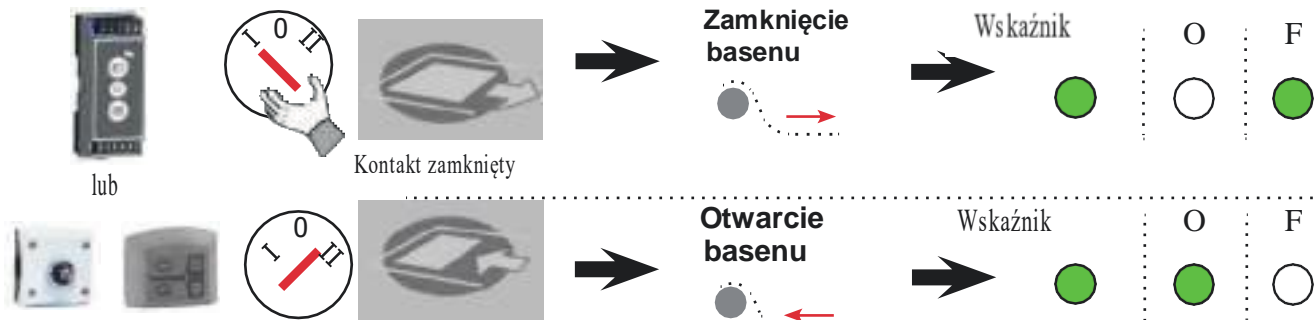 I 0 II
Kontakt zamknięty
lub
Zamknięcie
basenu
Wskaźnik O F
I 0 II
Otwarcie
basenu
Wskaźnik O F